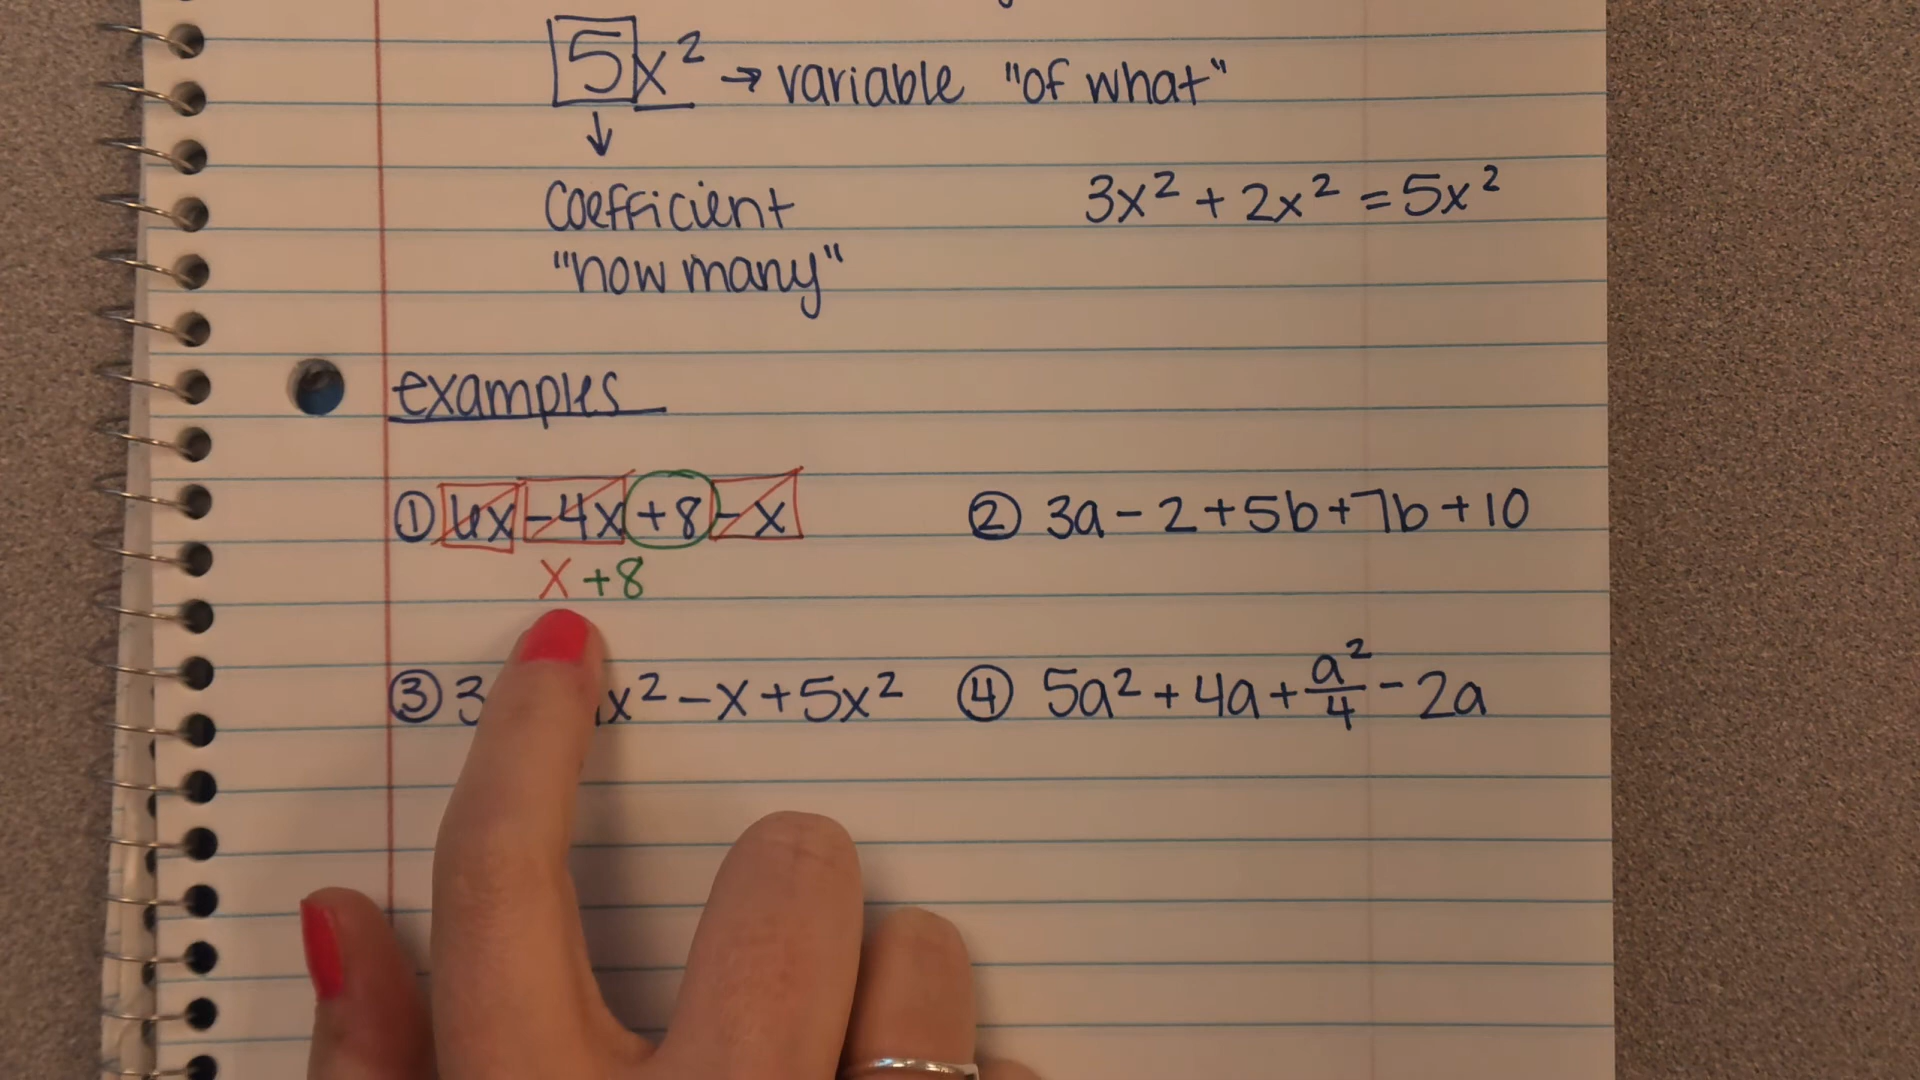 5x² → variable "of what"
↓
coefficient
"how many"
3x² + 2x² = 5x²
examples
① 6x - 4x + 8 - x
x + 8
② 3a - 2 + 5b + 7b + 10
③ 3 x² - x + 5x²
④ 5a² + 4a + a²/4 - 2a